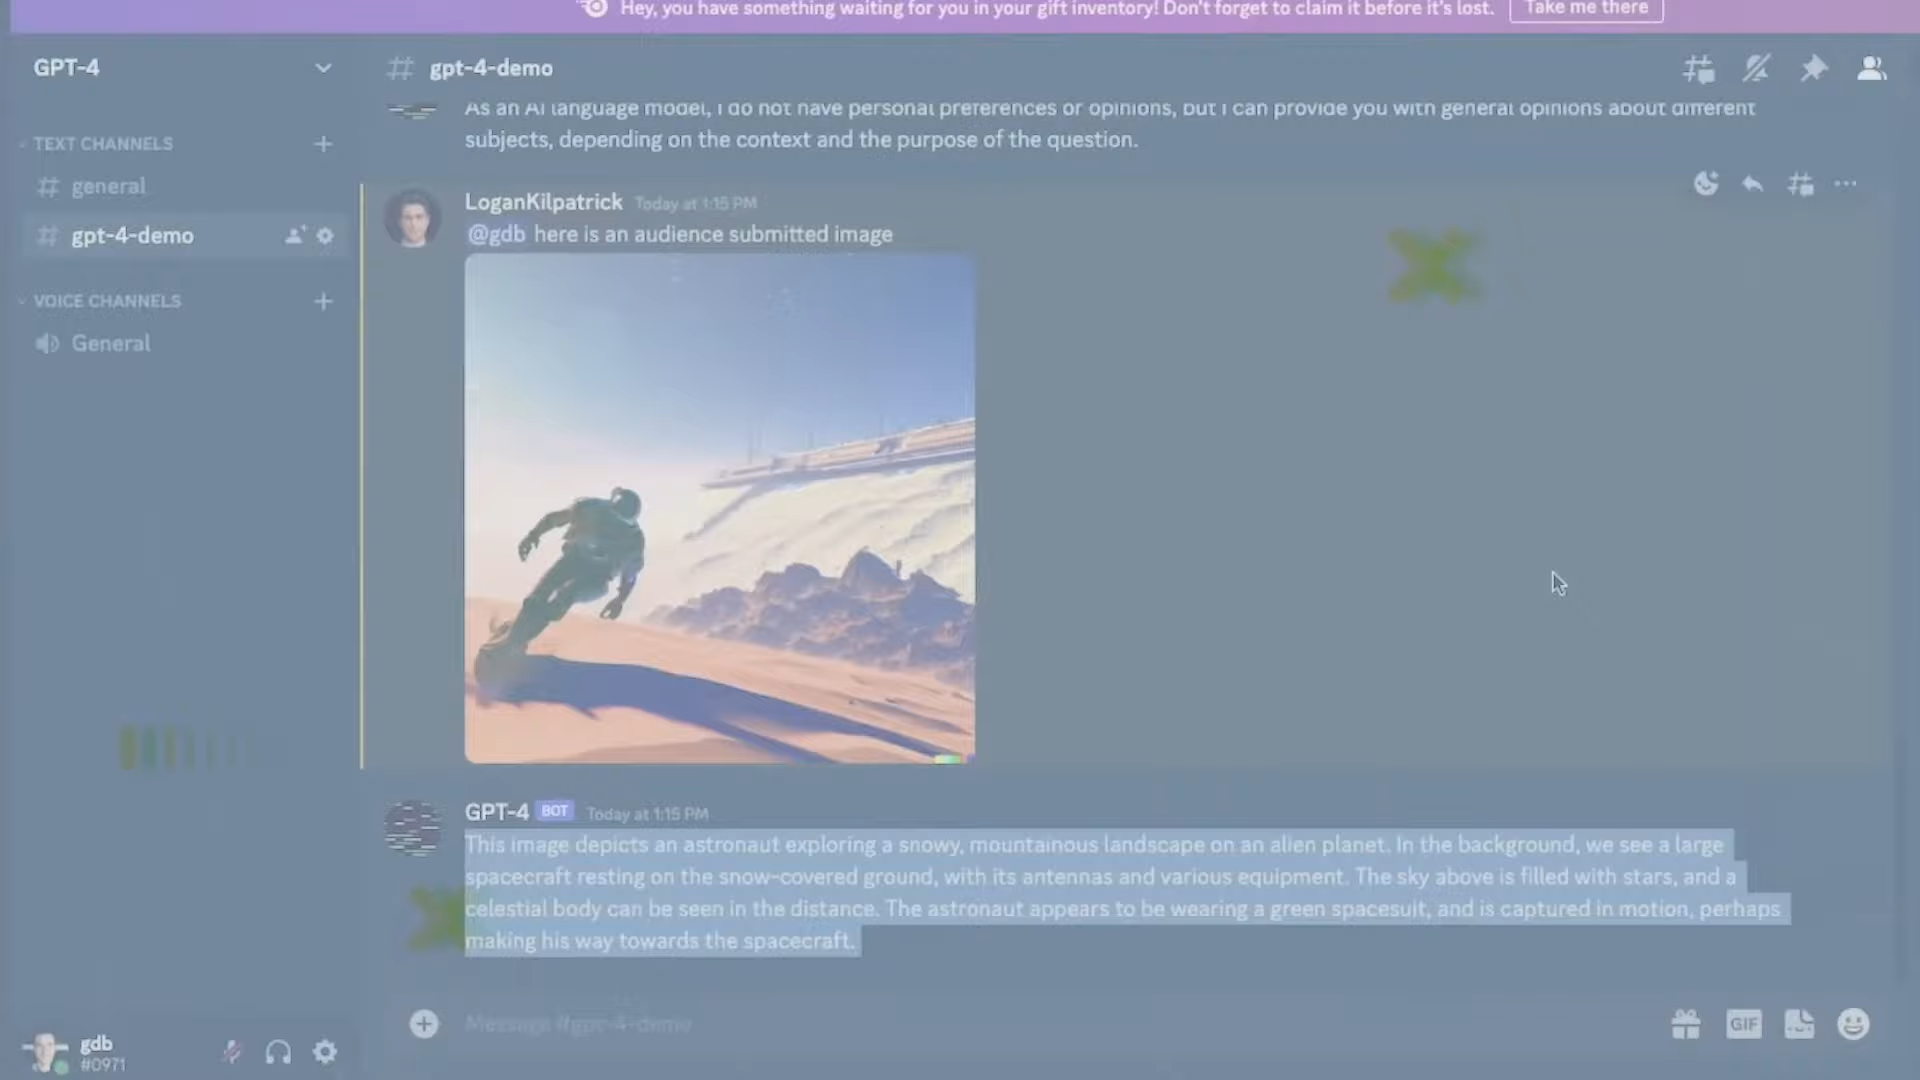 Hey, you have something waiting for you in your gift inventory! Don't forget to claim it before it's lost. Take me there
GPT-4
# gpt-4-demo
TEXT CHANNELS
general
gpt-4-demo
VOICE CHANNELS
General
As an AI language model, I do not have personal preferences or opinions, but I can provide you with general opinions about different
subjects, depending on the context and the purpose of the question.
LoganKilpatrick Today at 1:15 PM
@gdb here is an audience submitted image
GPT-4 BOT Today at 1:15 PM
This image depicts an astronaut exploring a snowy, mountainous landscape on an alien planet. In the background, we see a large
spacecraft resting on the snow-covered ground, with its antennas and various equipment. The sky above is filled with stars, and a
celestial body can be seen in the distance. The astronaut appears to be wearing a green spacesuit, and is captured in motion, perhaps
making his way towards the spacecraft.
Message #gpt-4-demo
GIF
gdb
#0971